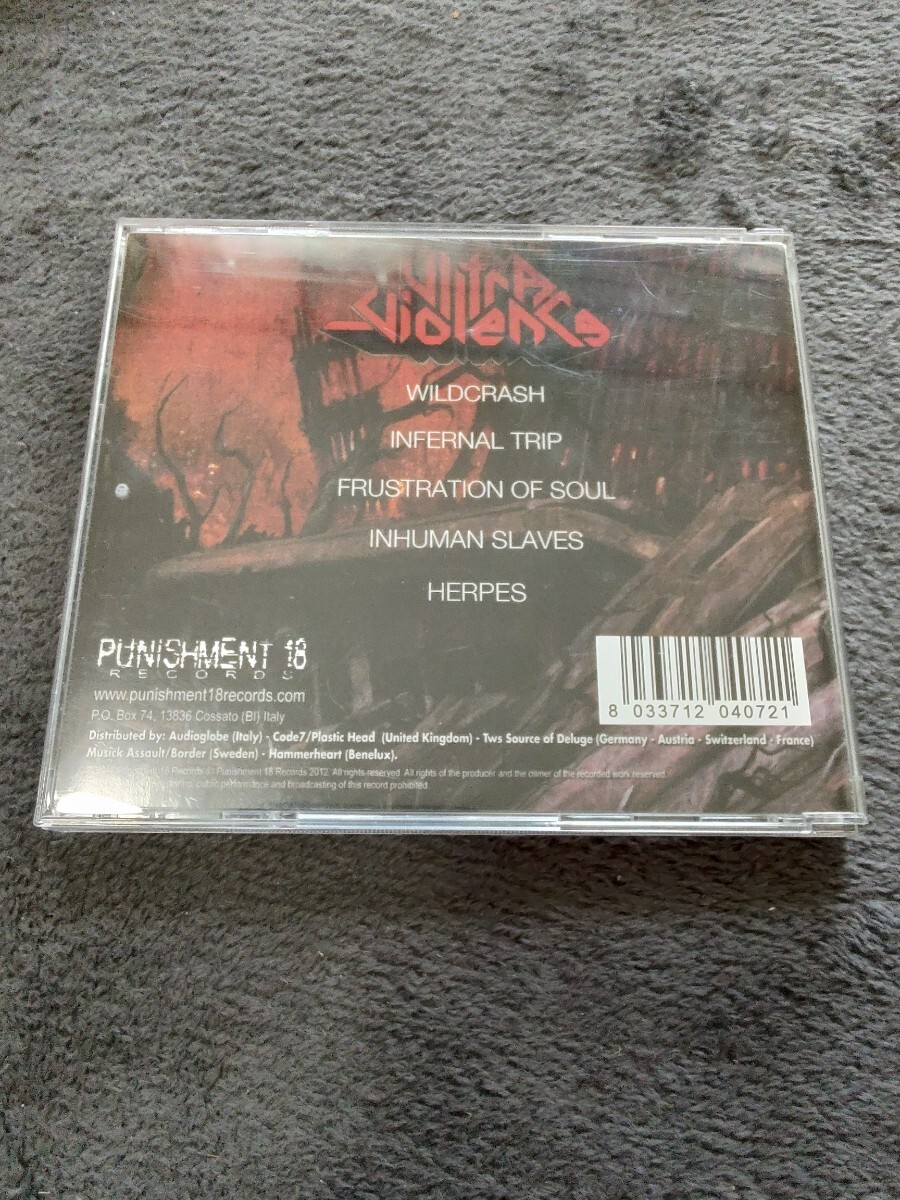 Ultra
Violence
WILDCRASH
INFERNAL TRIP
FRUSTRATION OF SOUL
INHUMAN SLAVES
HERPES
PUNISHMENT 18
RECORDS
www.punishment18records.com
P.O. Box 74, 13836 Cossato (BI) Italy
8 033712 040721
Distributed by: Audioglobe (Italy) - Code7/Plastic Head (United Kingdom) - Tws Source of Deluge (Germany - Austria - Switzerland - France)
Musick Assault/Border (Sweden) - Hammerheart (Benelux).
18 Records Punishment 18 Records 2012. All rights reserved. All rights of the producer and the owner of the recorded work reserved.
public performance and broadcasting of this record prohibited.